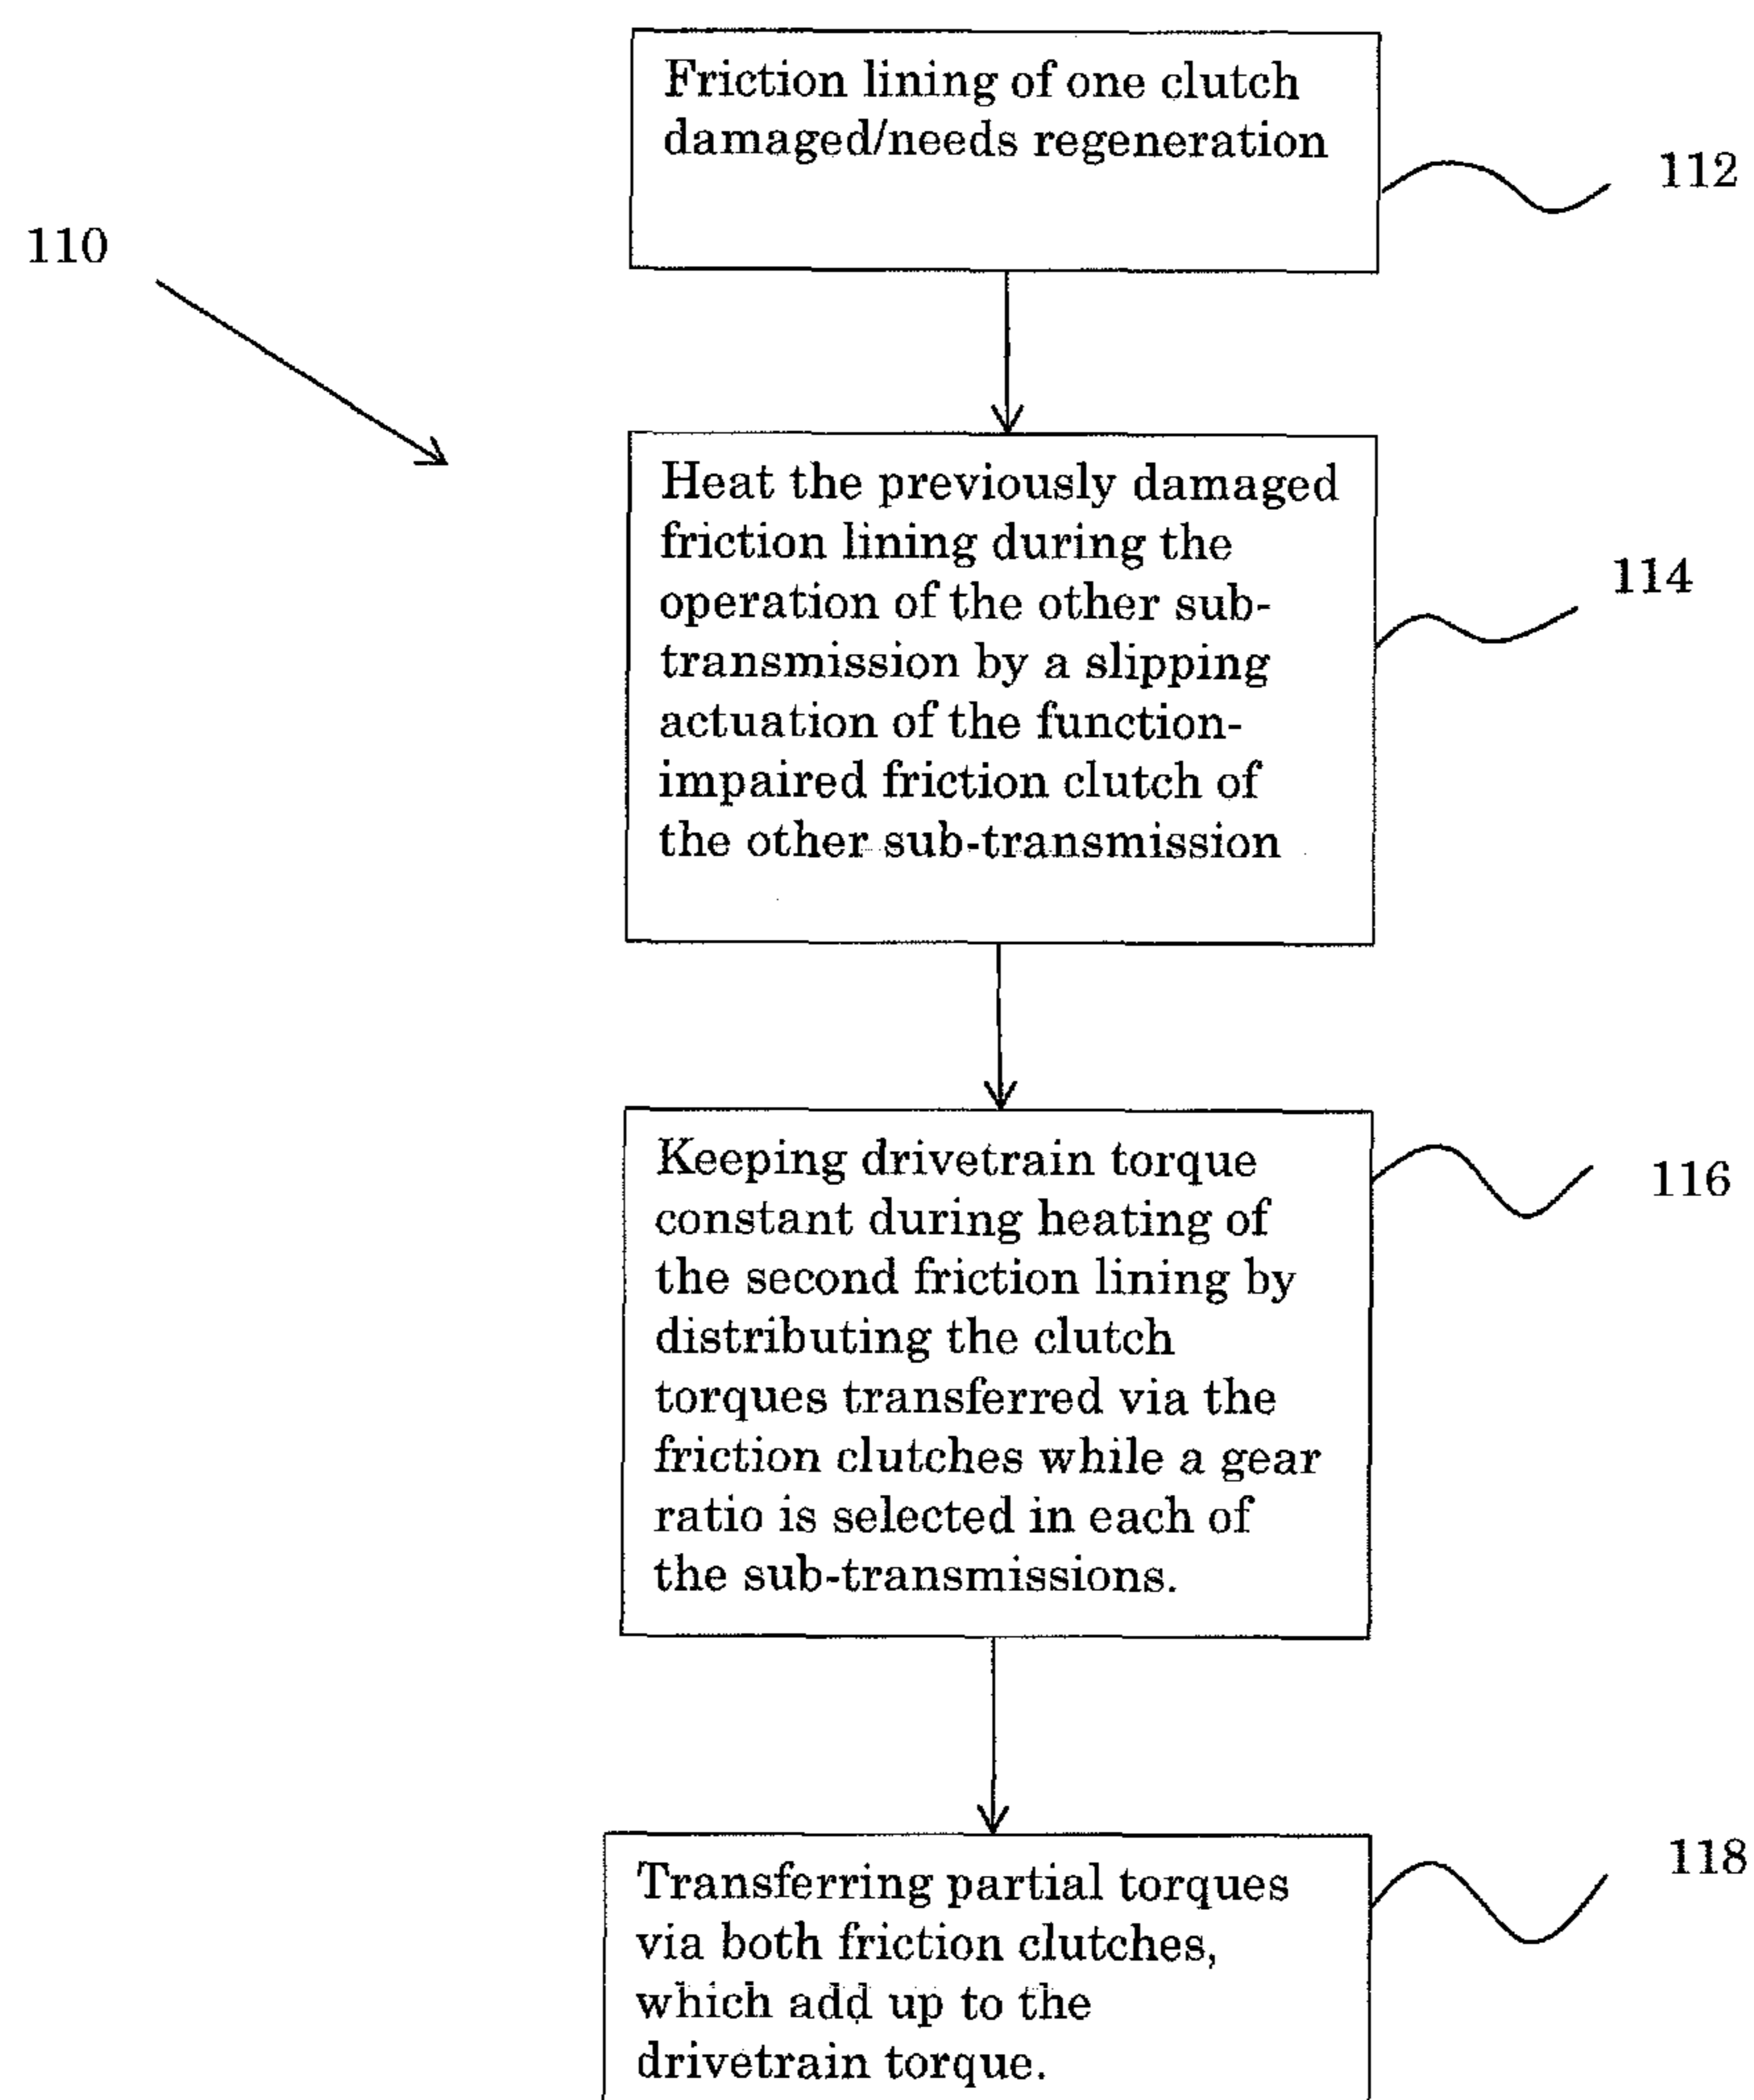 Friction lining of one clutch
damaged/needs regeneration
112
110
Heat the previously damaged
friction lining during the
operation of the other sub-
transmission by a slipping
actuation of the function-
impaired friction clutch of
the other sub-transmission
114
Keeping drivetrain torque
constant during heating of
the second friction lining by
distributing the clutch
torques transferred via the
friction clutches while a gear
ratio is selected in each of
the sub-transmissions.
116
Transferring partial torques
via both friction clutches,
which add up to the
drivetrain torque.
118